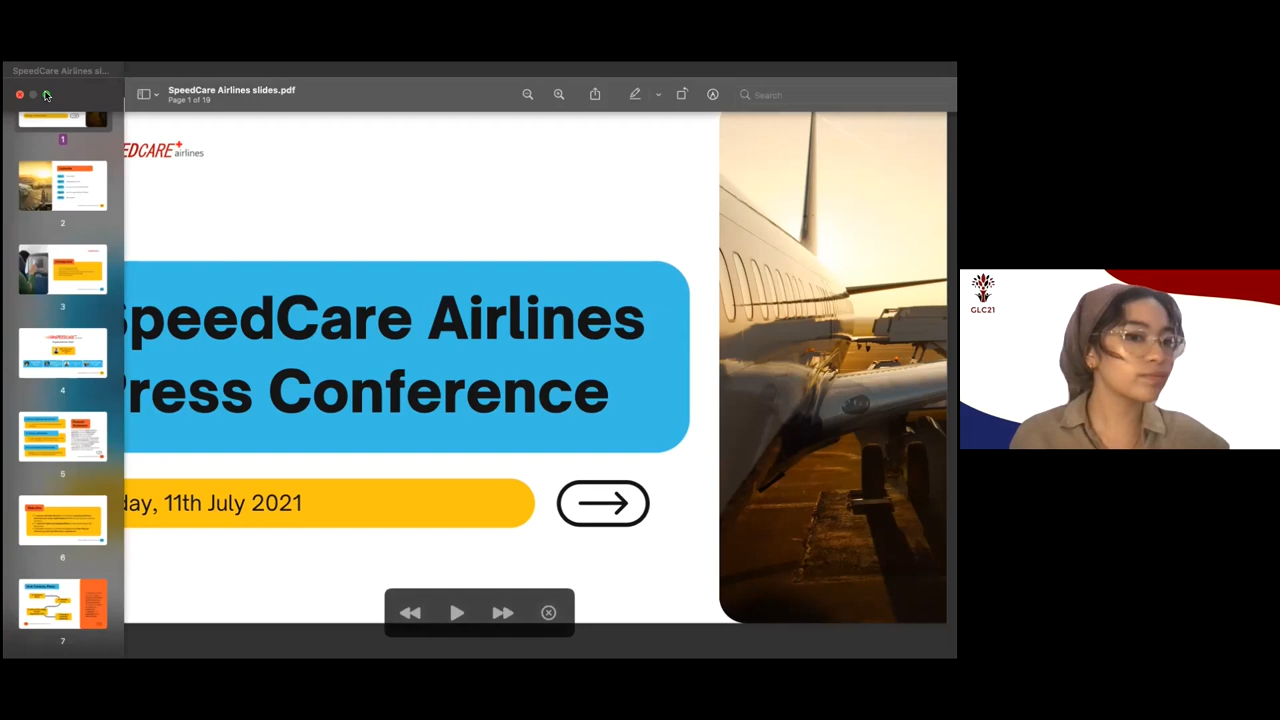 SpeedCare Airlines sl...
SpeedCare Airlines slides.pdf
Page 1 of 19
Search
1
2
3
4
5
6
7
EDCARE+
airlines
SpeedCare Airlines
Press Conference
day, 11th July 2021
GLC21